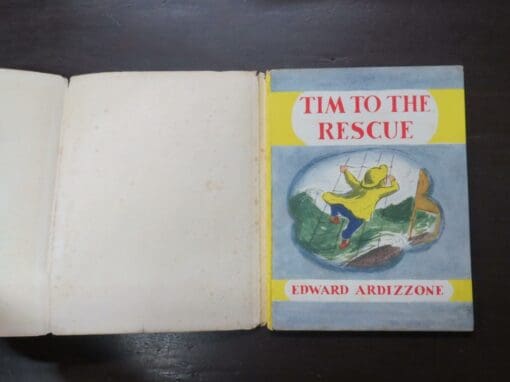 TIM TO THE
RESCUE
EDWARD ARDIZZONE